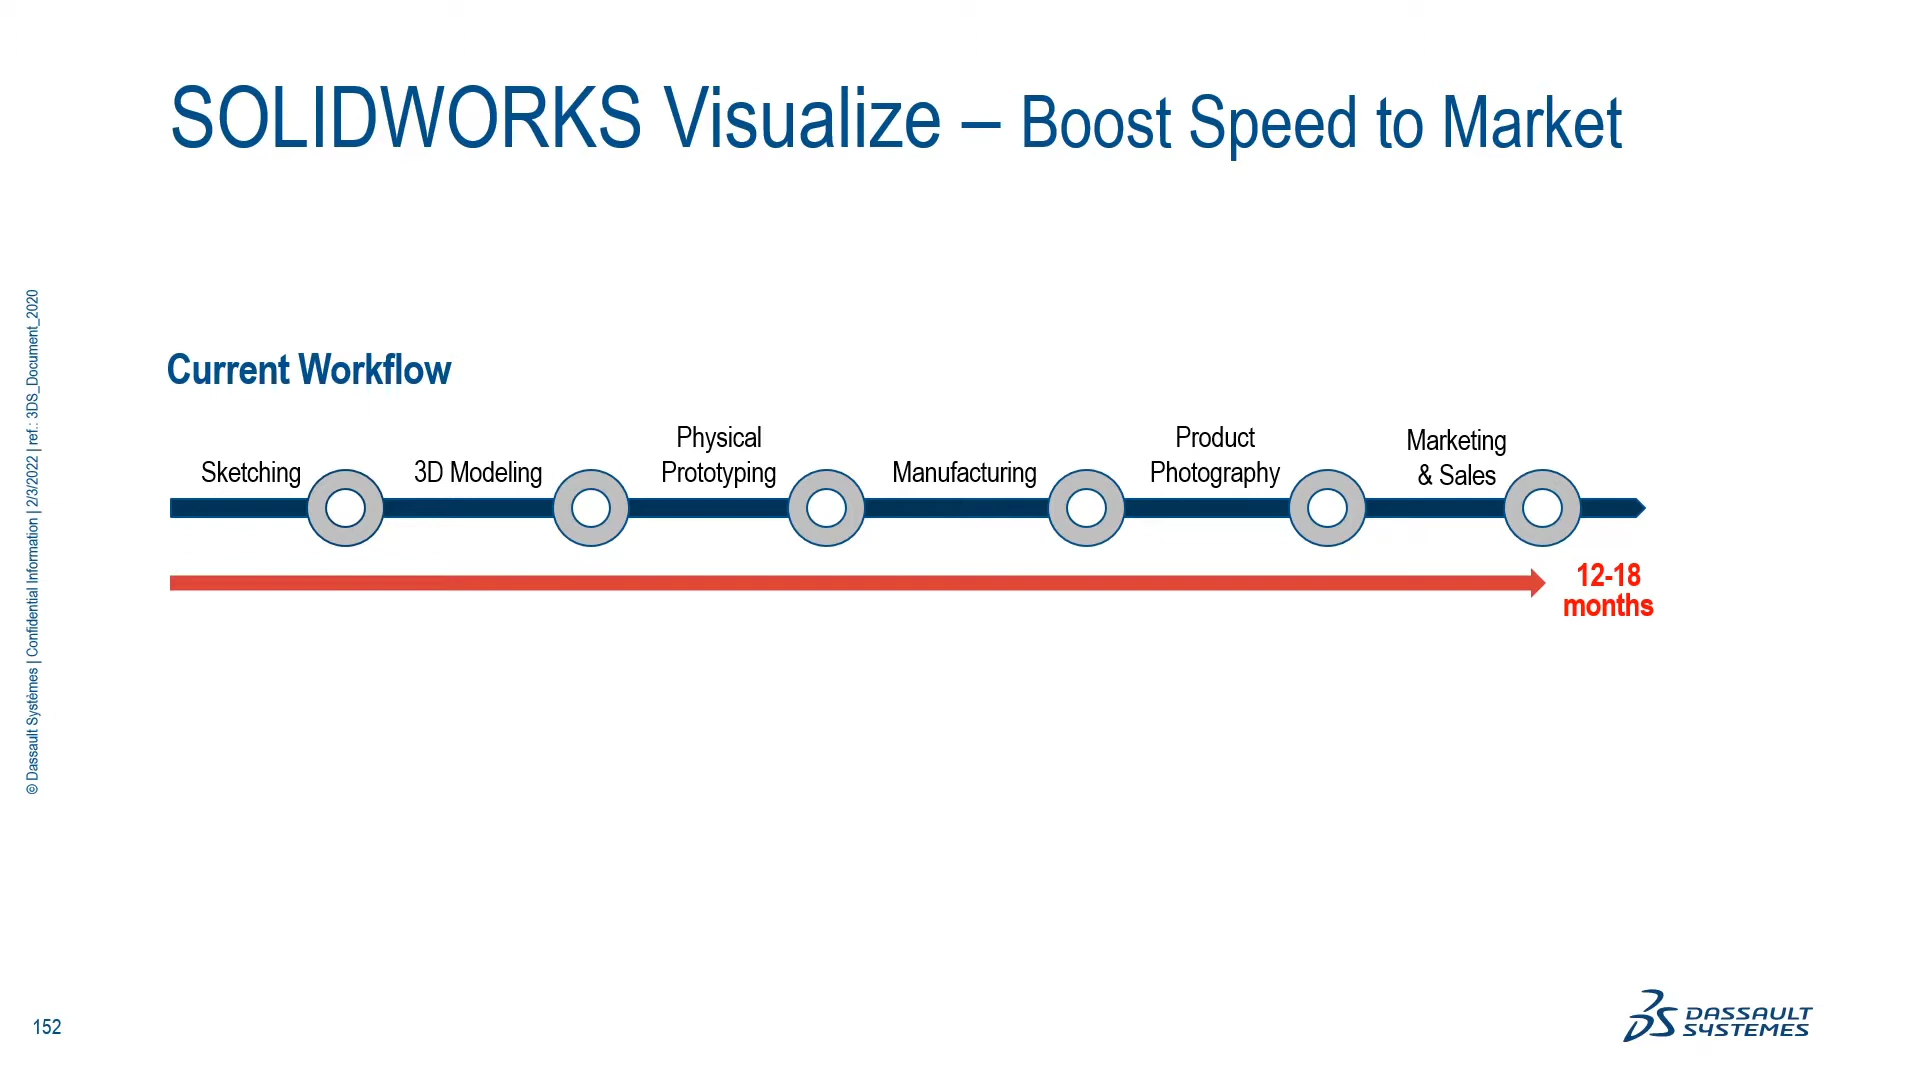 SOLIDWORKS Visualize – Boost Speed to Market
© Dassault Systèmes | Confidential Information | 2/3/2022 | ref.: 3DS_Document_2020
Current Workflow
Sketching
3D Modeling
Physical
Prototyping
Manufacturing
Product
Photography
Marketing
& Sales
12-18
months
152
3DS DASSAULT
SYSTEMES